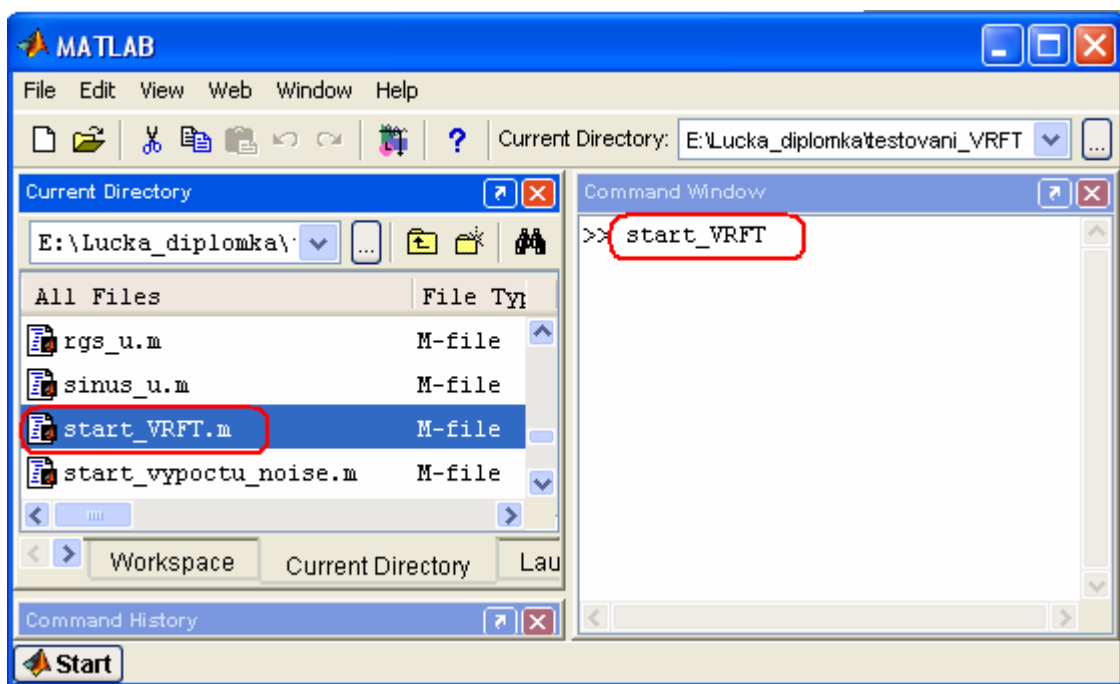 MATLAB
File Edit View Web Window Help
? Current Directory: E:\Lucka_diplomka\testovani_VRFT ...
Current Directory
E:\Lucka_diplomka\ ...
All Files File Typ
rgs_u.m M-file
sinus_u.m M-file
start_VRFT.m M-file
start_vypoctu_noise.m M-file
Workspace Current Directory Lau
Command History
Command Window
>> start_VRFT
Start